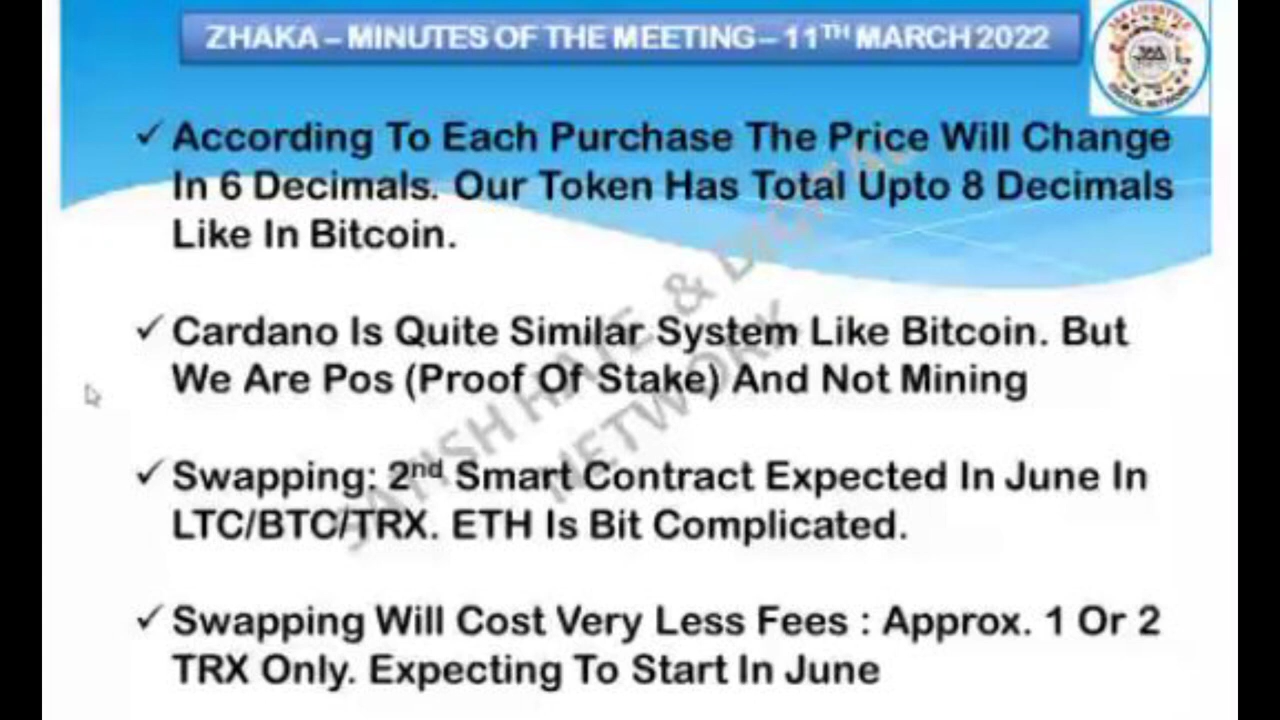 ZHAKA – MINUTES OF THE MEETING – 11TH MARCH 2022
✓ According To Each Purchase The Price Will Change
In 6 Decimals. Our Token Has Total Upto 8 Decimals
Like In Bitcoin.
✓ Cardano Is Quite Similar System Like Bitcoin. But
We Are Pos (Proof Of Stake) And Not Mining
✓ Swapping: 2nd Smart Contract Expected In June In
LTC/BTC/TRX. ETH Is Bit Complicated.
✓ Swapping Will Cost Very Less Fees : Approx. 1 Or 2
TRX Only. Expecting To Start In June
DIGITAL NETWORK
& DIGITAL
NETWORK